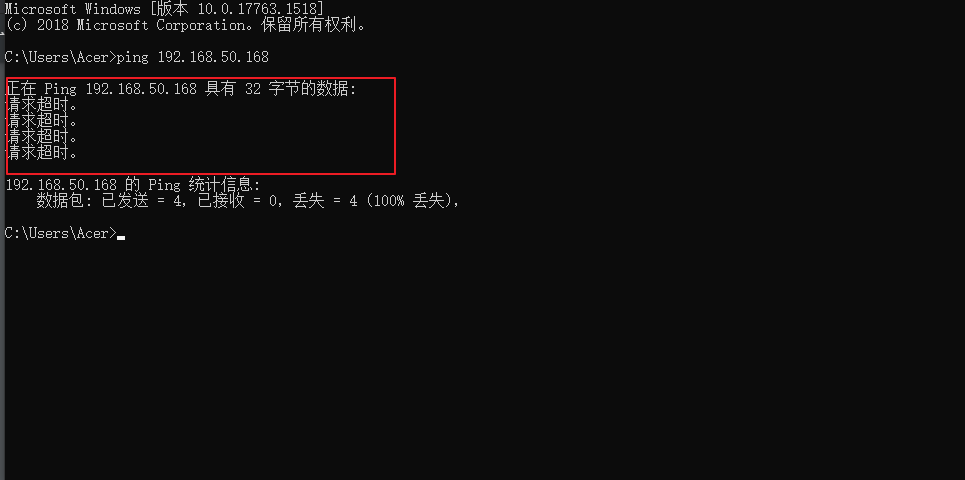 Microsoft Windows [版本 10.0.17763.1518]
(c) 2018 Microsoft Corporation。保留所有权利。
C:\Users\Acer>ping 192.168.50.168
正在 Ping 192.168.50.168 具有 32 字节的数据:
请求超时。
请求超时。
请求超时。
请求超时。
192.168.50.168 的 Ping 统计信息:
数据包: 已发送 = 4, 已接收 = 0, 丢失 = 4 (100% 丢失),
C:\Users\Acer>